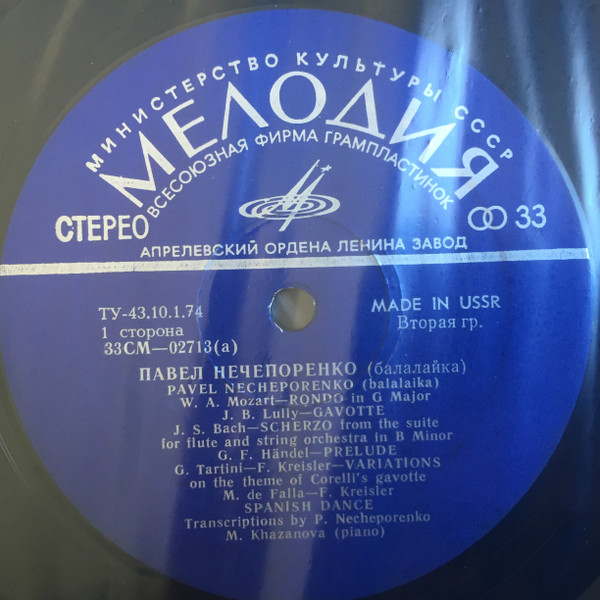 МИНИСТЕРСТВО КУЛЬТУРЫ СССР
МЕЛОДИЯ
ВСЕСОЮЗНАЯ ФИРМА ГРАМПЛАСТИНОК
СТЕРЕО
33
АПРЕЛЕВСКИЙ ОРДЕНА ЛЕНИНА ЗАВОД
ТУ-43.10.1.74
MADE IN USSR
1 сторона
Вторая гр.
33СМ—02713(а)
ПАВЕЛ НЕЧЕПОРЕНКО (балалайка)
PAVEL NECHEPORENKO (balalaika)
W. A. Mozart—RONDO in G Major
J. B. Lully—GAVOTTE
J. S. Bach—SCHERZO from the suite
for flute and string orchestra in B Minor
G. F. Händel—PRELUDE
G. Tartini—F. Kreisler—VARIATIONS
on the theme of Corelli's gavotte
M. de Falla—F. Kreisler
SPANISH DANCE
Transcriptions by P. Necheporenko
M. Khazanova (piano)